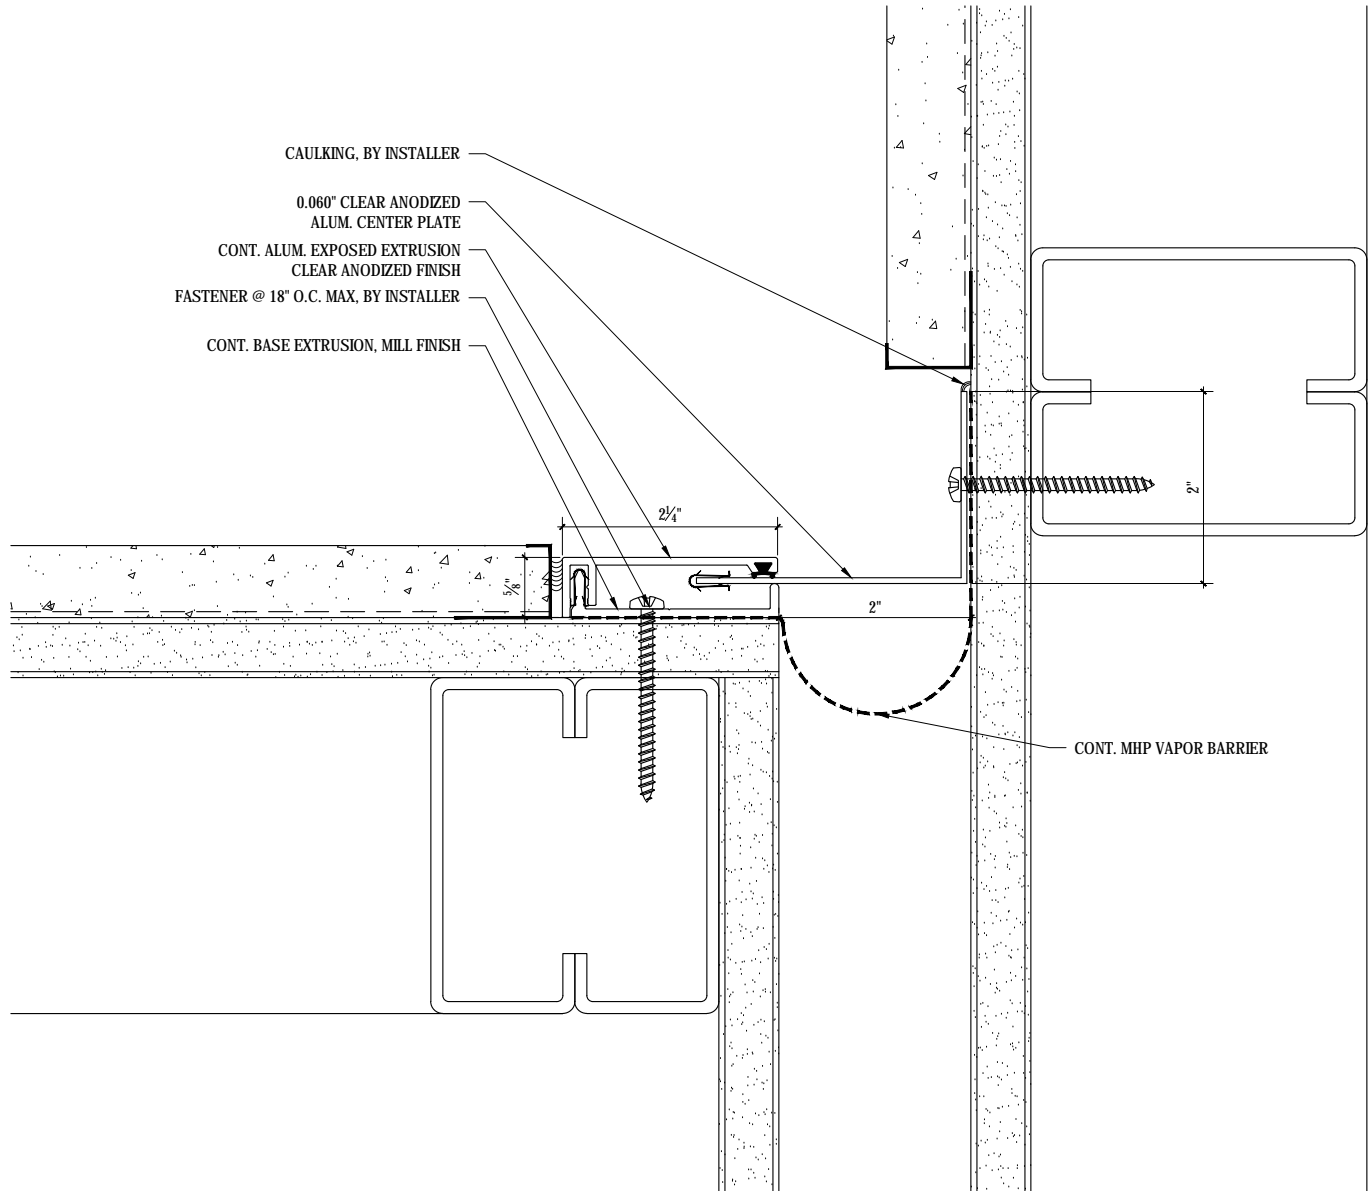 CAULKING, BY INSTALLER
0.060" CLEAR ANODIZED
ALUM. CENTER PLATE
CONT. ALUM. EXPOSED EXTRUSION
CLEAR ANODIZED FINISH
FASTENER @ 18" O.C. MAX, BY INSTALLER
CONT. BASE EXTRUSION, MILL FINISH
2"
2¼"
⅝"
2"
CONT. MHP VAPOR BARRIER